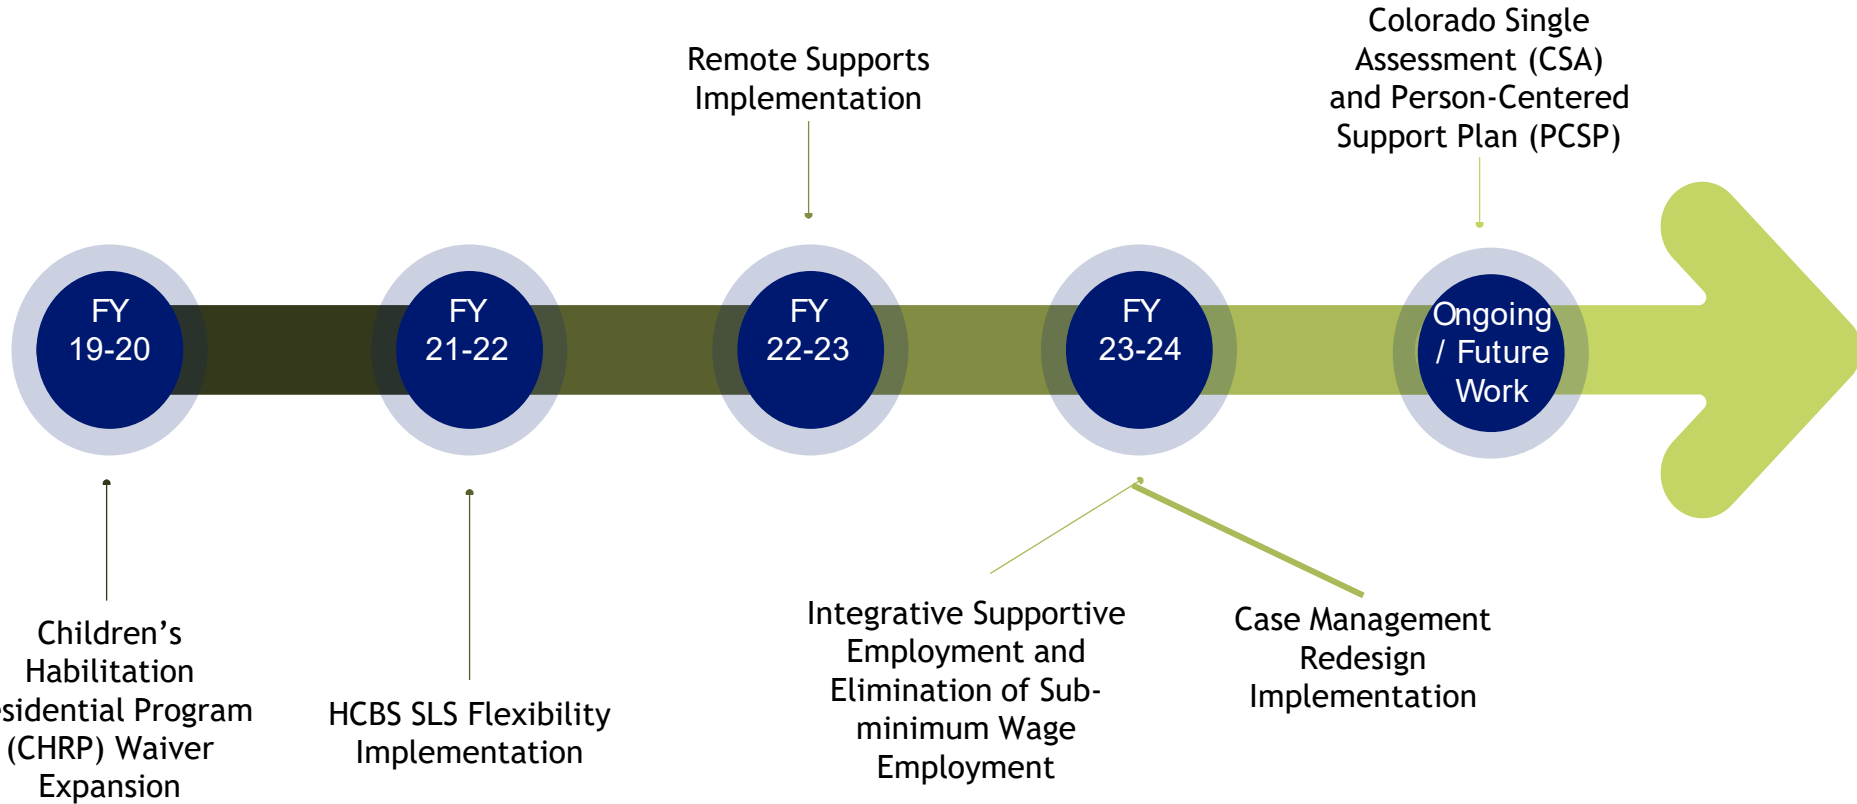 Remote Supports
Implementation
Colorado Single
Assessment (CSA)
and Person-Centered
Support Plan (PCSP)
FY
19-20
FY
21-22
FY
22-23
FY
23-24
Ongoing
/ Future
Work
Children’s
Habilitation
esidential Program
(CHRP) Waiver
Expansion
HCBS SLS Flexibility
Implementation
Integrative Supportive
Employment and
Elimination of Sub-
minimum Wage
Employment
Case Management
Redesign
Implementation